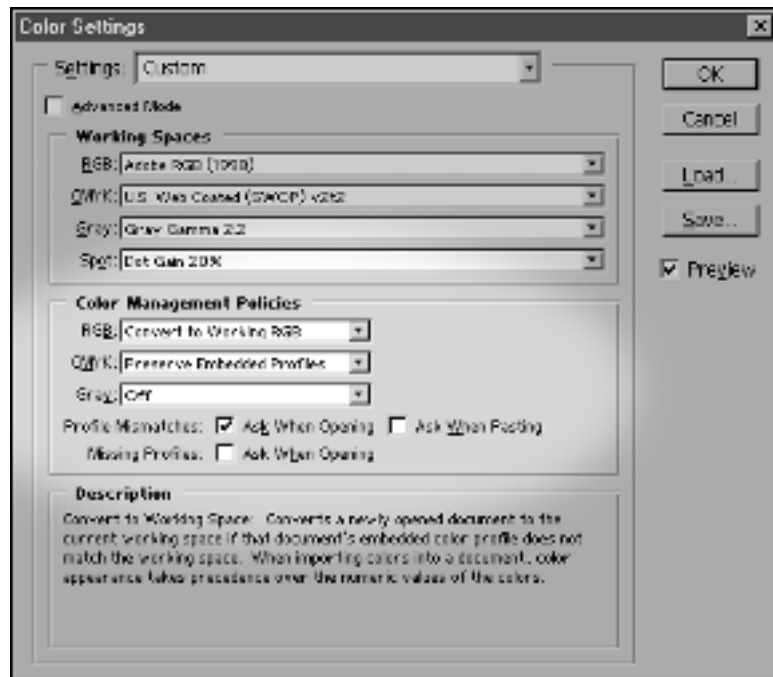 Color Settings
Settings: Custom
OK
Advanced Mode
Cancel
Working Spaces
RGB: Adobe RGB (1998)
Load...
CMYK: U.S. Web Coated (SWOP) v2
Save...
Gray: Gray Gamma 2.2
Spot: Dot Gain 20%
Preview
Color Management Policies
RGB: Convert to Working RGB
CMYK: Preserve Embedded Profiles
Gray: Off
Profile Mismatches: Ask When Opening Ask When Pasting
Missing Profiles: Ask When Opening
Description
Convert to Working Space: Converts a newly opened document to the
current working space if that document's embedded color profile does not
match the working space. When importing colors into a document, color
appearance takes precedence over the numeric values of the colors.